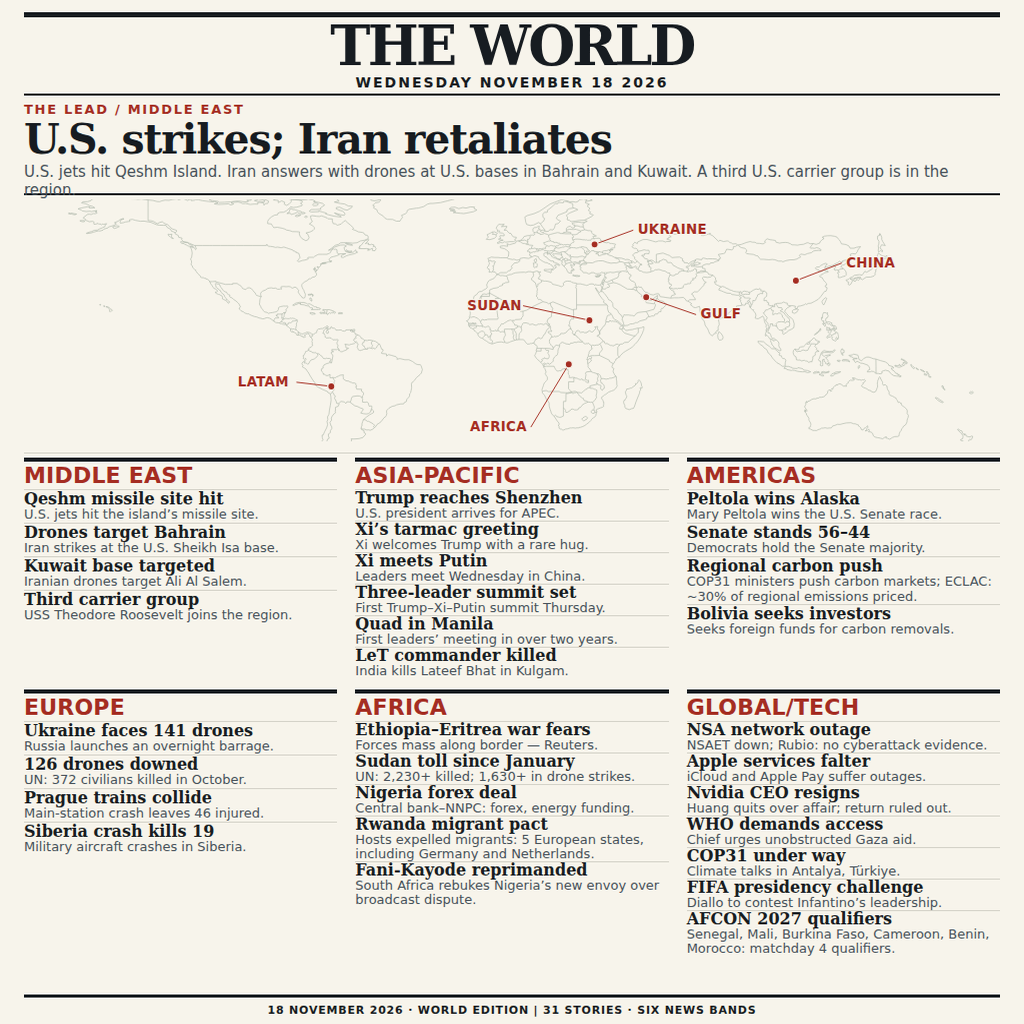 THE WORLD
WEDNESDAY NOVEMBER 18 2026
THE LEAD / MIDDLE EAST
U.S. strikes; Iran retaliates
U.S. jets hit Qeshm Island. Iran answers with drones at U.S. bases in Bahrain and Kuwait. A third U.S. carrier group is in the
region.
UKRAINE
CHINA
SUDAN
GULF
LATAM
AFRICA
MIDDLE EAST
Qeshm missile site hit
U.S. jets hit the island’s missile site.
Drones target Bahrain
Iran strikes at the U.S. Sheikh Isa base.
Kuwait base targeted
Iranian drones target Ali Al Salem.
Third carrier group
USS Theodore Roosevelt joins the region.
ASIA-PACIFIC
Trump reaches Shenzhen
U.S. president arrives for APEC.
Xi’s tarmac greeting
Xi welcomes Trump with a rare hug.
Xi meets Putin
Leaders meet Wednesday in China.
Three-leader summit set
First Trump–Xi–Putin summit Thursday.
Quad in Manila
First leaders’ meeting in over two years.
LeT commander killed
India kills Lateef Bhat in Kulgam.
AMERICAS
Peltola wins Alaska
Mary Peltola wins the U.S. Senate race.
Senate stands 56–44
Democrats hold the Senate majority.
Regional carbon push
COP31 ministers push carbon markets; ECLAC:
~30% of regional emissions priced.
Bolivia seeks investors
Seeks foreign funds for carbon removals.
EUROPE
Ukraine faces 141 drones
Russia launches an overnight barrage.
126 drones downed
UN: 372 civilians killed in October.
Prague trains collide
Main-station crash leaves 46 injured.
Siberia crash kills 19
Military aircraft crashes in Siberia.
AFRICA
Ethiopia–Eritrea war fears
Forces mass along border — Reuters.
Sudan toll since January
UN: 2,230+ killed; 1,630+ in drone strikes.
Nigeria forex deal
Central bank–NNPC: forex, energy funding.
Rwanda migrant pact
Hosts expelled migrants: 5 European states,
including Germany and Netherlands.
Fani-Kayode reprimanded
South Africa rebukes Nigeria’s new envoy over
broadcast dispute.
GLOBAL/TECH
NSA network outage
NSAET down; Rubio: no cyberattack evidence.
Apple services falter
iCloud and Apple Pay suffer outages.
Nvidia CEO resigns
Huang quits over affair; return ruled out.
WHO demands access
Chief urges unobstructed Gaza aid.
COP31 under way
Climate talks in Antalya, Türkiye.
FIFA presidency challenge
Diallo to contest Infantino’s leadership.
AFCON 2027 qualifiers
Senegal, Mali, Burkina Faso, Cameroon, Benin,
Morocco: matchday 4 qualifiers.
18 NOVEMBER 2026 · WORLD EDITION | 31 STORIES · SIX NEWS BANDS